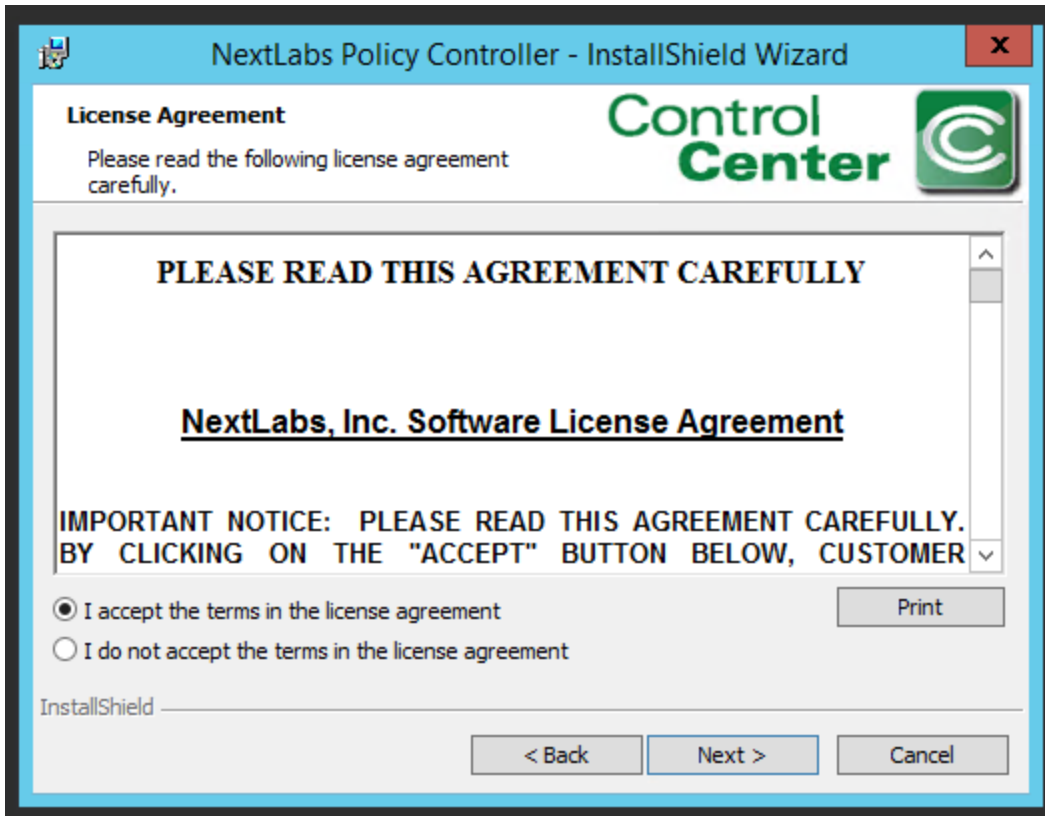 NextLabs Policy Controller - InstallShield Wizard
x
License Agreement
Please read the following license agreement
carefully.
Control
Center
C
PLEASE READ THIS AGREEMENT CAREFULLY
NextLabs, Inc. Software License Agreement
IMPORTANT NOTICE: PLEASE READ THIS AGREEMENT CAREFULLY.
BY CLICKING ON THE "ACCEPT" BUTTON BELOW, CUSTOMER
I accept the terms in the license agreement
Print
I do not accept the terms in the license agreement
InstallShield
< Back
Next >
Cancel